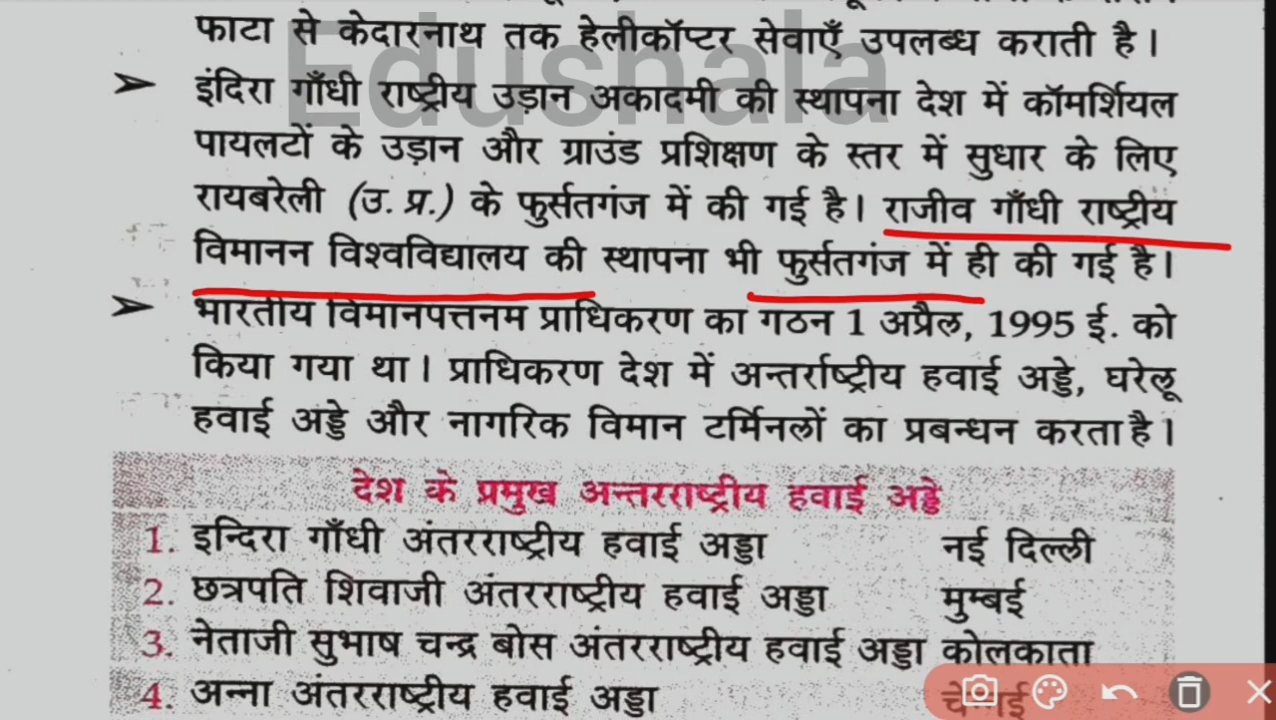 फाटा से केदारनाथ तक हेलीकॉप्टर सेवाएँ उपलब्ध कराती है।
Edushala
➢ इंदिरा गाँधी राष्ट्रीय उड़ान अकादमी की स्थापना देश में कॉमर्शियल
पायलटों के उड़ान और ग्राउंड प्रशिक्षण के स्तर में सुधार के लिए
रायबरेली (उ. प्र.) के फुर्सतगंज में की गई है। राजीव गाँधी राष्ट्रीय
विमानन विश्वविद्यालय की स्थापना भी फुर्सतगंज में ही की गई है।
➢ भारतीय विमानपत्तनम प्राधिकरण का गठन 1 अप्रैल, 1995 ई. को
किया गया था। प्राधिकरण देश में अन्तर्राष्ट्रीय हवाई अड्डे, घरेलू
हवाई अड्डे और नागरिक विमान टर्मिनलों का प्रबन्धन करता है।
देश के प्रमुख अन्तरराष्ट्रीय हवाई अड्डे
1. इन्दिरा गाँधी अंतरराष्ट्रीय हवाई अड्डा नई दिल्ली
2. छत्रपति शिवाजी अंतरराष्ट्रीय हवाई अड्डा मुम्बई
3. नेताजी सुभाष चन्द्र बोस अंतरराष्ट्रीय हवाई अड्डा कोलकाता
4. अन्ना अंतरराष्ट्रीय हवाई अड्डा